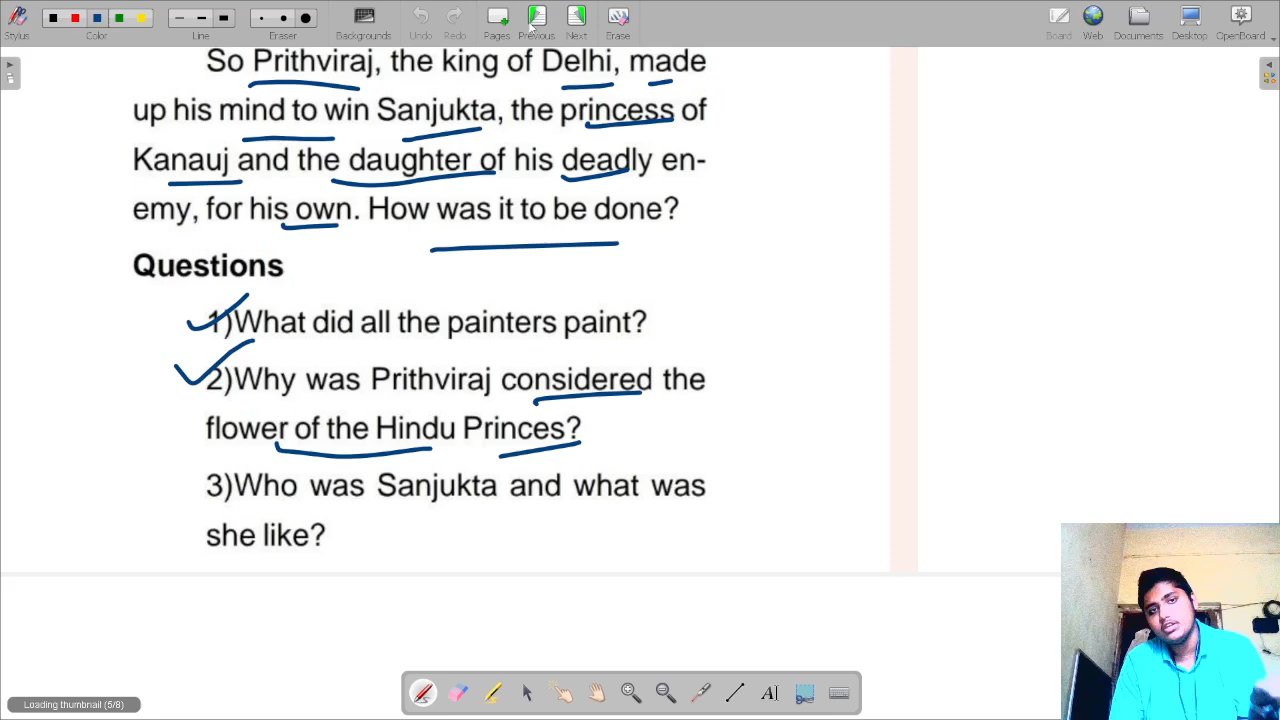 Stylus
Color
Line
Eraser
Backgrounds
Undo
Redo
Pages
Previous
Next
Erase
Board
Web
Documents
Desktop
OpenBoard
So Prithviraj, the king of Delhi, made
up his mind to win Sanjukta, the princess of
Kanauj and the daughter of his deadly en-
emy, for his own. How was it to be done?
Questions
1)What did all the painters paint?
2)Why was Prithviraj considered the
flower of the Hindu Princes?
3)Who was Sanjukta and what was
she like?
Loading thumbnail (5/8)